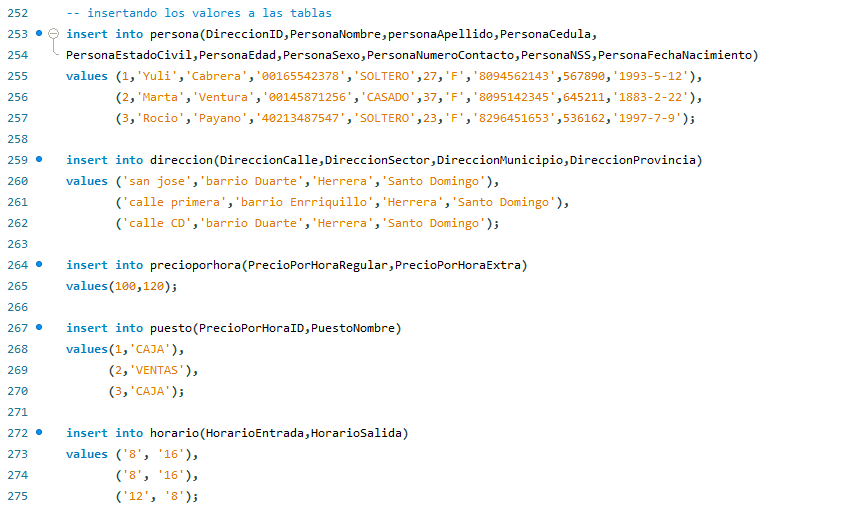 252 -- insertando los valores a las tablas
253 insert into persona(DireccionID,PersonaNombre,personaApellido,PersonaCedula,
254 PersonaEstadoCivil,PersonaEdad,PersonaSexo,PersonaNumeroContacto,PersonaNSS,PersonaFechaNacimiento)
255 values (1,'Yuli','Cabrera','00165542378','SOLTERO',27,'F','8094562143',567890,'1993-5-12'),
256 (2,'Marta','Ventura','00145871256','CASADO',37,'F','8095142345',645211,'1883-2-22'),
257 (3,'Rocio','Payano','40213487547','SOLTERO',23,'F','8296451653',536162,'1997-7-9');
258
259 insert into direccion(DireccionCalle,DireccionSector,DireccionMunicipio,DireccionProvincia)
260 values ('san jose','barrio Duarte','Herrera','Santo Domingo'),
261 ('calle primera','barrio Enrriquillo','Herrera','Santo Domingo'),
262 ('calle CD','barrio Duarte','Herrera','Santo Domingo');
263
264 insert into precioporhora(PrecioPorHoraRegular,PrecioPorHoraExtra)
265 values(100,120);
266
267 insert into puesto(PrecioPorHoraID,PuestoNombre)
268 values(1,'CAJA'),
269 (2,'VENTAS'),
270 (3,'CAJA');
271
272 insert into horario(HorarioEntrada,HorarioSalida)
273 values ('8', '16'),
274 ('8', '16'),
275 ('12', '8');